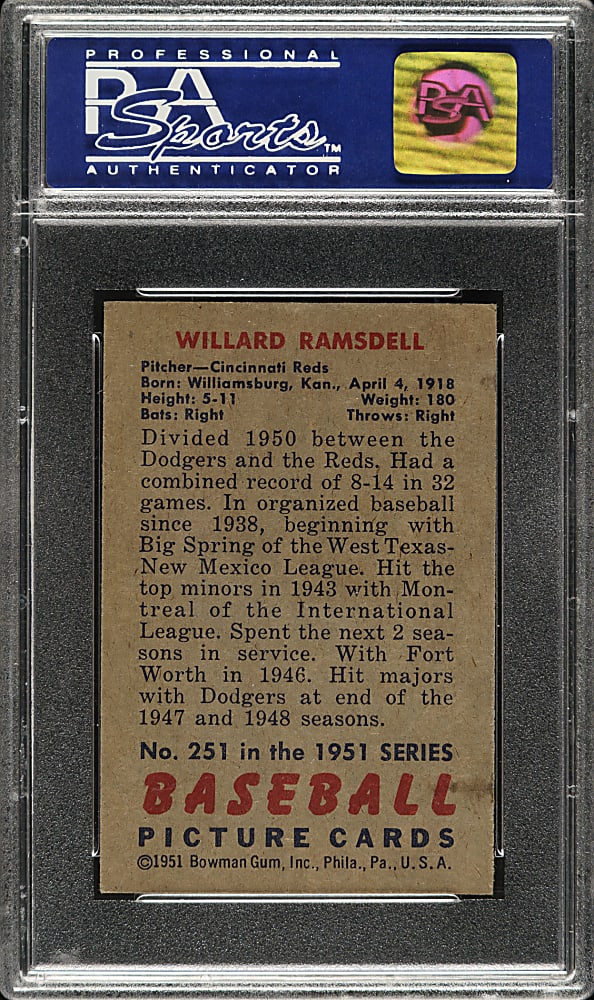 PROFESSIONAL
PSA
Sports™
AUTHENTICATOR
PSA
WILLARD RAMSDELL
Pitcher—Cincinnati Reds
Born: Williamsburg, Kan., April 4, 1918
Height: 5-11 Weight: 180
Bats: Right Throws: Right
Divided 1950 between the
Dodgers and the Reds. Had a
combined record of 8-14 in 32
games. In organized baseball
since 1938, beginning with
Big Spring of the West Texas-
New Mexico League. Hit the
top minors in 1943 with Mon-
treal of the International
League. Spent the next 2 sea-
sons in service. With Fort
Worth in 1946. Hit majors
with Dodgers at end of the
1947 and 1948 seasons.
No. 251 in the 1951 SERIES
BASEBALL
PICTURE CARDS
©1951 Bowman Gum, Inc., Phila., Pa., U.S.A.